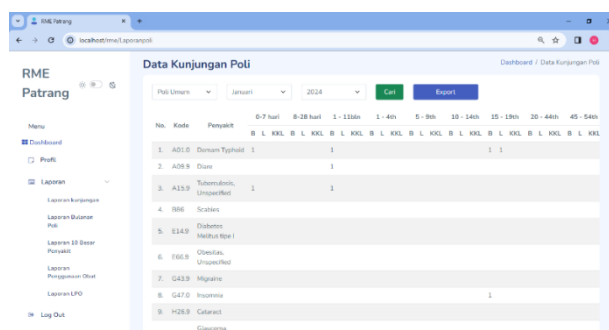 RME Patrang
localhost/rme/Laporanpoli
RME
Patrang
Data Kunjungan Poli
Dashboard / Data Kunjungan Poli
Poli Umum Januari 2024 Cari Export
Menu
Dashboard
Profil
Laporan
Laporan kunjungan
Laporan Bulanan
Poli
Laporan 10 Besar
Penyakit
Laporan
Penggunaan Obat
Laporan LPO
Log Out
No. Kode Penyakit 0-7 hari 8-28 hari 1 - 11bln 1 - 4th 5 - 9th 10 - 14th 15 - 19th 20 - 44th 45 - 54th
B L KKL B L KKL B L KKL B L KKL B L KKL B L KKL B L KKL B L KKL B L KKL
1. A01.0 Demam Typhoid 1 1 1 1
2. A09.9 Diare 1
3. A15.9 Tuberculosis, Unspecified 1 1
4. B86 Scabies
5. E14.9 Diabetes Melitus tipe I
6. E66.9 Obesitas, Unspecified
7. G43.9 Migraine
8. G47.0 Insomnia 1
9. H26.9 Cataract
Glaucoma